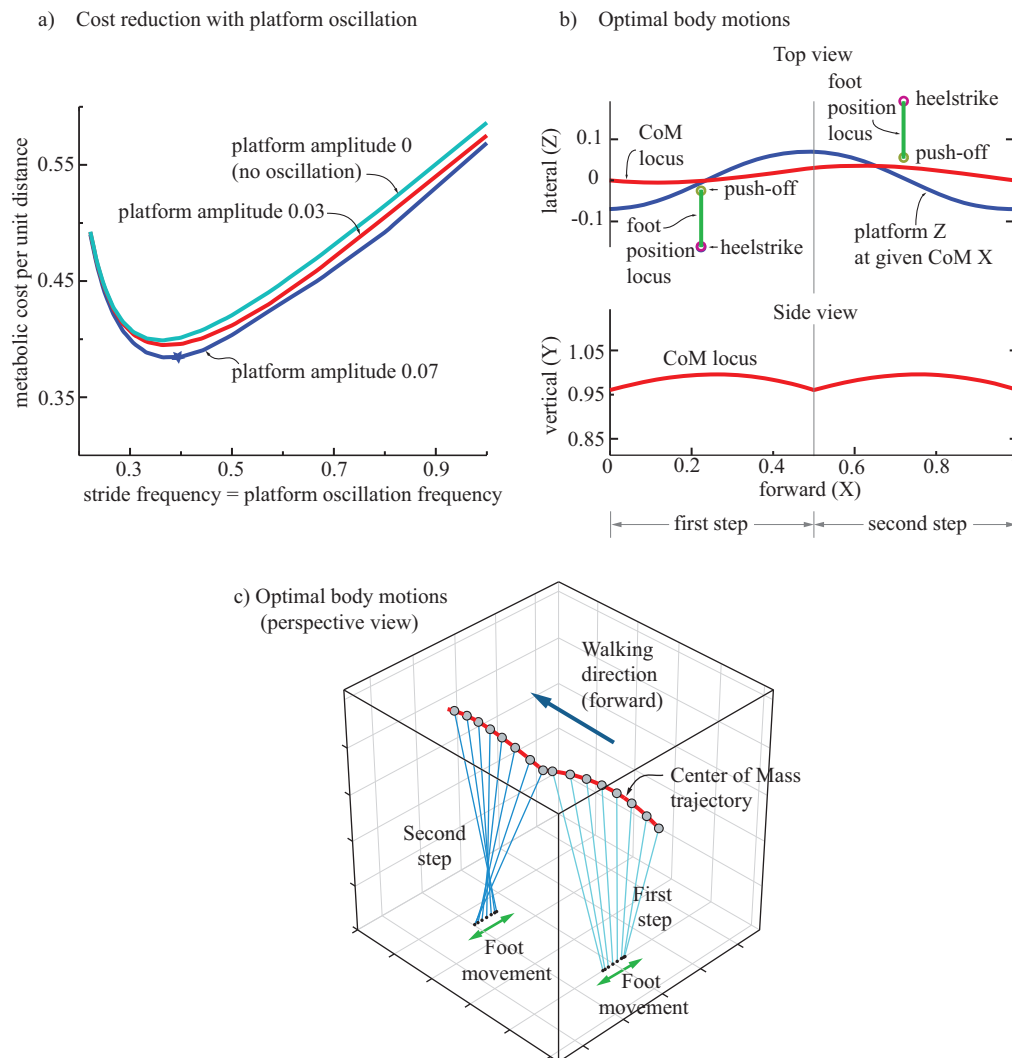 a) Cost reduction with platform oscillation
metabolic cost per unit distance
0.55
0.45
0.35
platform amplitude 0
(no oscillation)
platform amplitude 0.03
platform amplitude 0.07
0.3
0.5
0.7
0.9
stride frequency = platform oscillation frequency
b) Optimal body motions
Top view
lateral (Z)
0.1
0
-0.1
CoM
locus
foot
position
locus
heelstrike
push-off
push-off
foot
position
locus
heelstrike
platform Z
at given CoM X
Side view
vertical (Y)
1.05
0.95
0.85
CoM locus
0
0.2
0.4
0.6
0.8
forward (X)
first step
second step
c) Optimal body motions
(perspective view)
Walking
direction
(forward)
Center of Mass
trajectory
Second
step
First
step
Foot
movement
Foot
movement